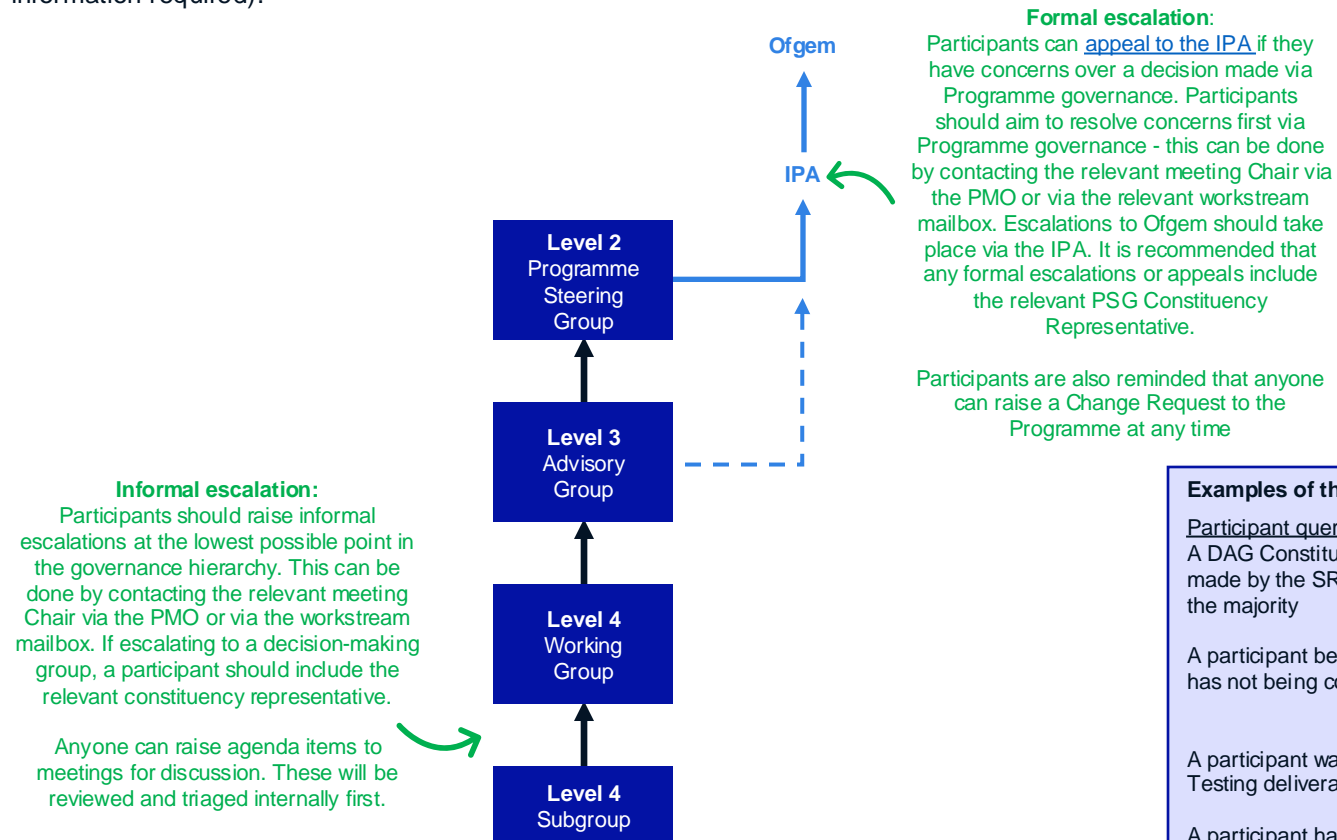 information required).
Ofgem
Formal escalation:
Participants can appeal to the IPA if they
have concerns over a decision made via
Programme governance. Participants
should aim to resolve concerns first via
Programme governance - this can be done
by contacting the relevant meeting Chair via
the PMO or via the relevant workstream
mailbox. Escalations to Ofgem should take
place via the IPA. It is recommended that
any formal escalations or appeals include
the relevant PSG Constituency
Representative.
Participants are also reminded that anyone
can raise a Change Request to the
Programme at any time
IPA
Level 2
Programme
Steering
Group
Level 3
Advisory
Group
Informal escalation:
Participants should raise informal
escalations at the lowest possible point in
the governance hierarchy. This can be
done by contacting the relevant meeting
Chair via the PMO or via the workstream
mailbox. If escalating to a decision-making
group, a participant should include the
relevant constituency representative.
Anyone can raise agenda items to
meetings for discussion. These will be
reviewed and triaged internally first.
Level 4
Working
Group
Level 4
Subgroup
Examples of th
Participant quer
A DAG Constitu
made by the SR
the majority
A participant be
has not being co
A participant wa
Testing delivera
A participant ha